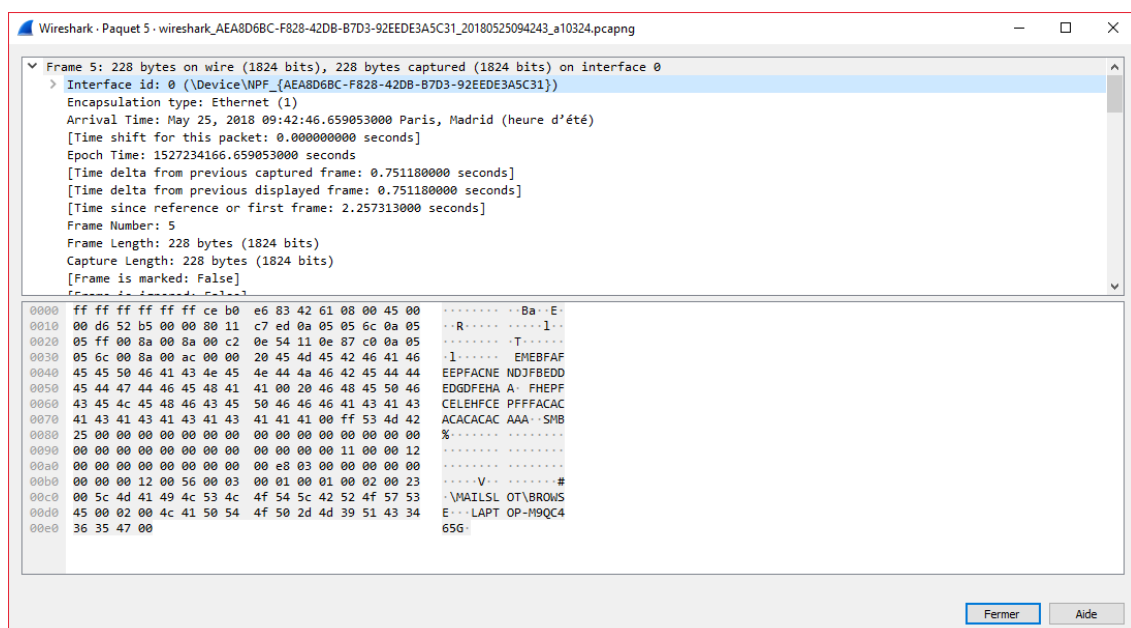 Wireshark · Paquet 5 · wireshark_AEA8D6BC-F828-42DB-B7D3-92EEDE3A5C31_20180525094243_a10324.pcapng
Frame 5: 228 bytes on wire (1824 bits), 228 bytes captured (1824 bits) on interface 0
Interface id: 0 (\Device\NPF_{AEA8D6BC-F828-42DB-B7D3-92EEDE3A5C31})
Encapsulation type: Ethernet (1)
Arrival Time: May 25, 2018 09:42:46.659053000 Paris, Madrid (heure d’été)
[Time shift for this packet: 0.000000000 seconds]
Epoch Time: 1527234166.659053000 seconds
[Time delta from previous captured frame: 0.751180000 seconds]
[Time delta from previous displayed frame: 0.751180000 seconds]
[Time since reference or first frame: 2.257313000 seconds]
Frame Number: 5
Frame Length: 228 bytes (1824 bits)
Capture Length: 228 bytes (1824 bits)
[Frame is marked: False]
[Frame is ignored: False]
0000 ff ff ff ff ff ff ce b0 e6 83 42 61 08 00 45 00 ········ ··Ba··E·
0010 00 d6 52 b5 00 00 80 11 c7 ed 0a 05 05 6c 0a 05 ··R····· ·····l··
0020 05 ff 00 8a 00 8a 00 c2 0e 54 11 0e 87 c0 0a 05 ········ ·T······
0030 05 6c 00 8a 00 ac 00 00 20 45 4d 45 42 46 41 46 ·l······ EMEBFAF
0040 45 45 50 46 41 43 4e 45 4e 44 4a 46 42 45 44 44 EEPFACNE NDJFBEDD
0050 45 44 47 44 46 45 48 41 41 00 20 46 48 45 50 46 EDGDFEHA A· FHEPF
0060 43 45 4c 45 48 46 43 45 50 46 46 46 41 43 41 43 CELEHFCE PFFFACAC
0070 41 43 41 43 41 43 41 43 41 41 41 00 ff 53 4d 42 ACACACAC AAA··SMB
0080 25 00 00 00 00 00 00 00 00 00 00 00 00 00 00 00 %······· ········
0090 00 00 00 00 00 00 00 00 00 00 00 00 11 00 00 12 ········ ········
00a0 00 00 00 00 00 00 00 00 00 e8 03 00 00 00 00 00 ········ ········
00b0 00 00 00 12 00 56 00 03 00 01 00 01 00 02 00 23 ·····V·· ·······#
00c0 00 5c 4d 41 49 4c 53 4c 4f 54 5c 42 52 4f 57 53 ·\MAILSL OT\BROWS
00d0 45 00 02 00 4c 41 50 54 4f 50 2d 4d 39 51 43 34 E···LAPT OP-M9QC4
00e0 36 35 47 00 65G·
Fermer
Aide